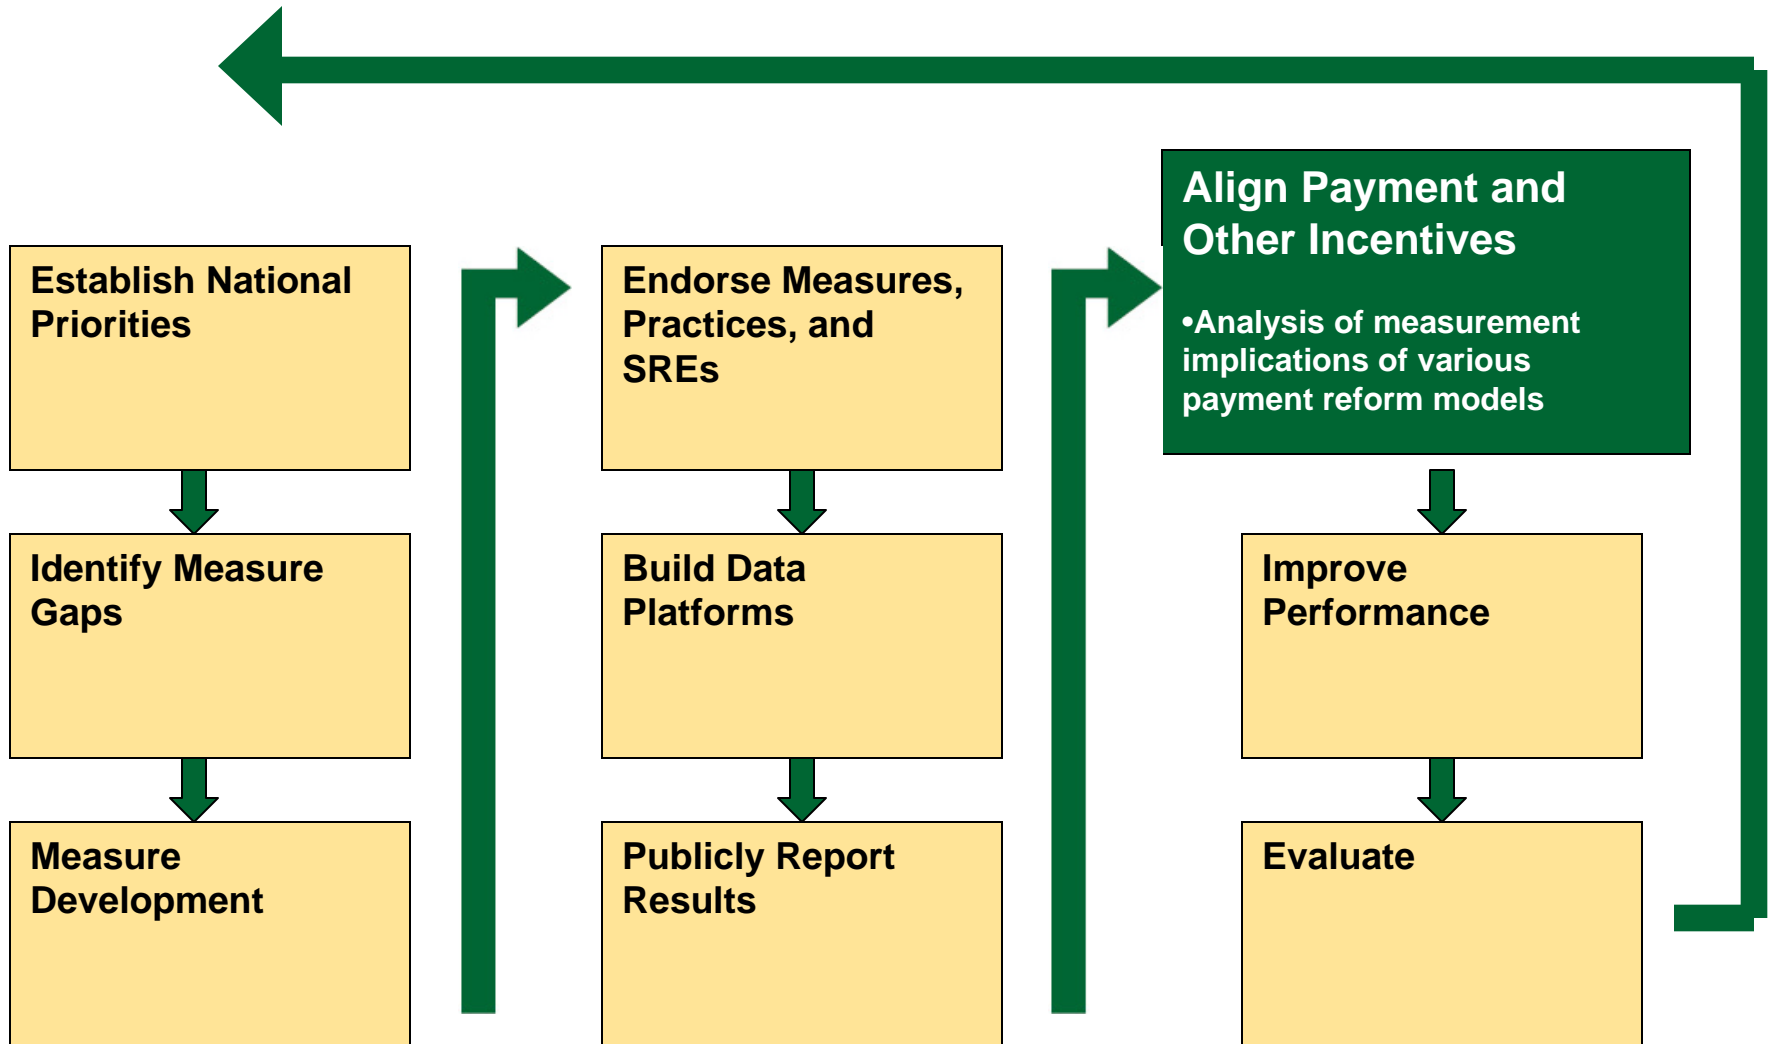 Establish National
Priorities
Identify Measure
Gaps
Measure
Development
Endorse Measures,
Practices, and
SREs
Build Data
Platforms
Publicly Report
Results
Align Payment and
Other Incentives
•Analysis of measurement
implications of various
payment reform models
Improve
Performance
Evaluate